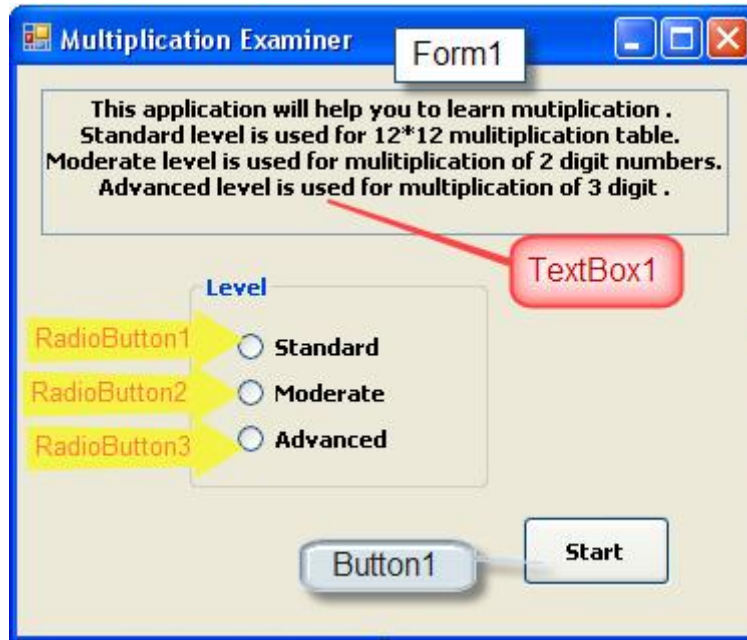 Multiplication Examiner
Form1
This application will help you to learn mutiplication .
Standard level is used for 12*12 mulitiplication table.
Moderate level is used for mulitiplication of 2 digit numbers.
Advanced level is used for multiplication of 3 digit .
TextBox1
Level
RadioButton1
Standard
RadioButton2
Moderate
RadioButton3
Advanced
Button1
Start